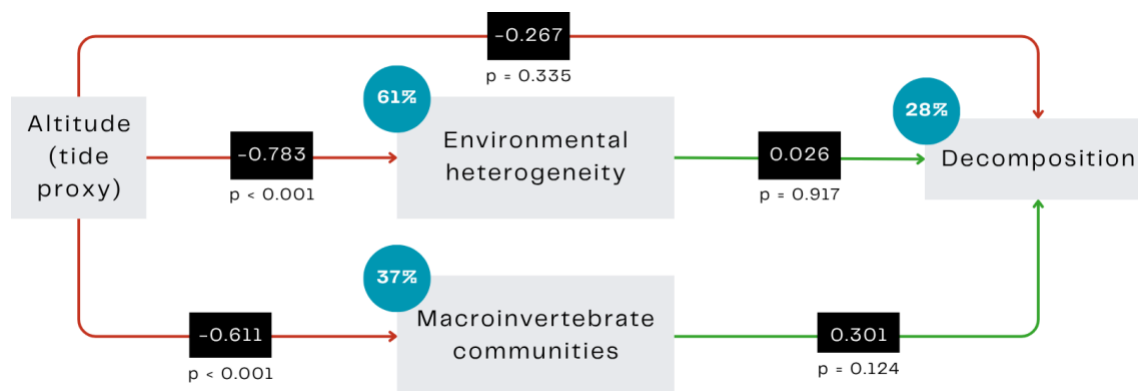 -0.267
p = 0.335
61%
28%
Altitude
(tide
proxy)
-0.783
p < 0.001
Environmental
heterogeneity
0.026
p = 0.917
Decomposition
37%
-0.611
p < 0.001
Macroinvertebrate
communities
0.301
p = 0.124